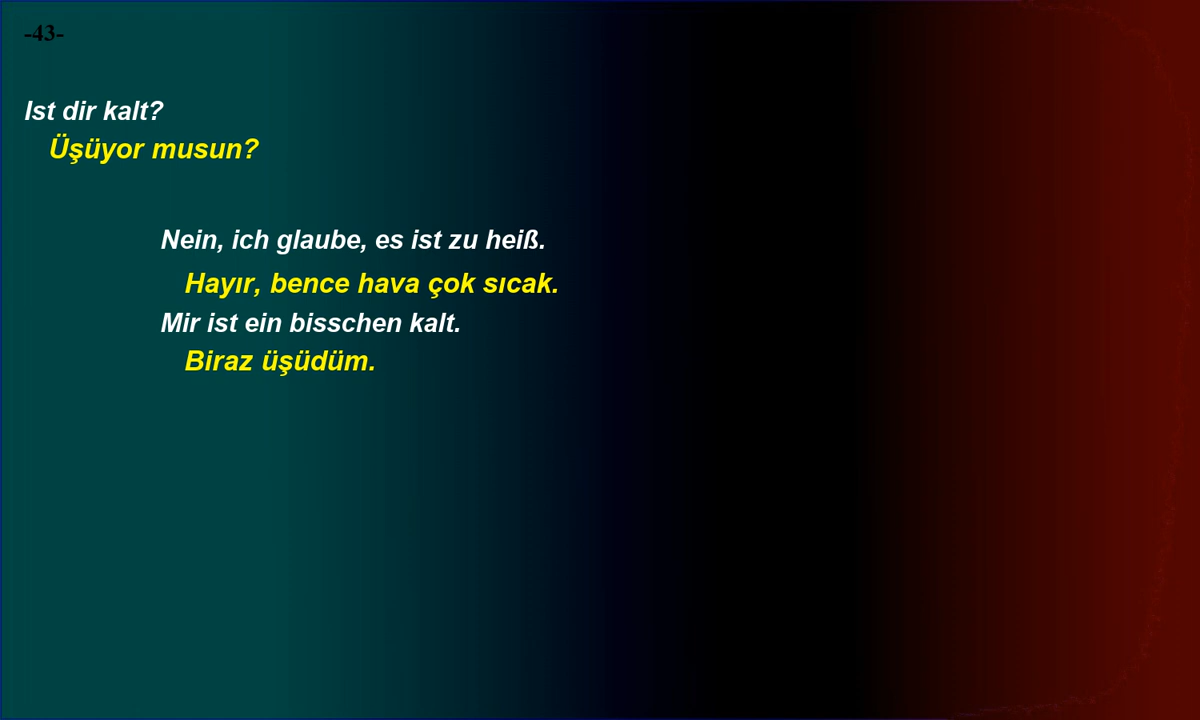 -43-
Ist dir kalt?
Üşüyor musun?
Nein, ich glaube, es ist zu heiß.
Hayır, bence hava çok sıcak.
Mir ist ein bisschen kalt.
Biraz üşüdüm.